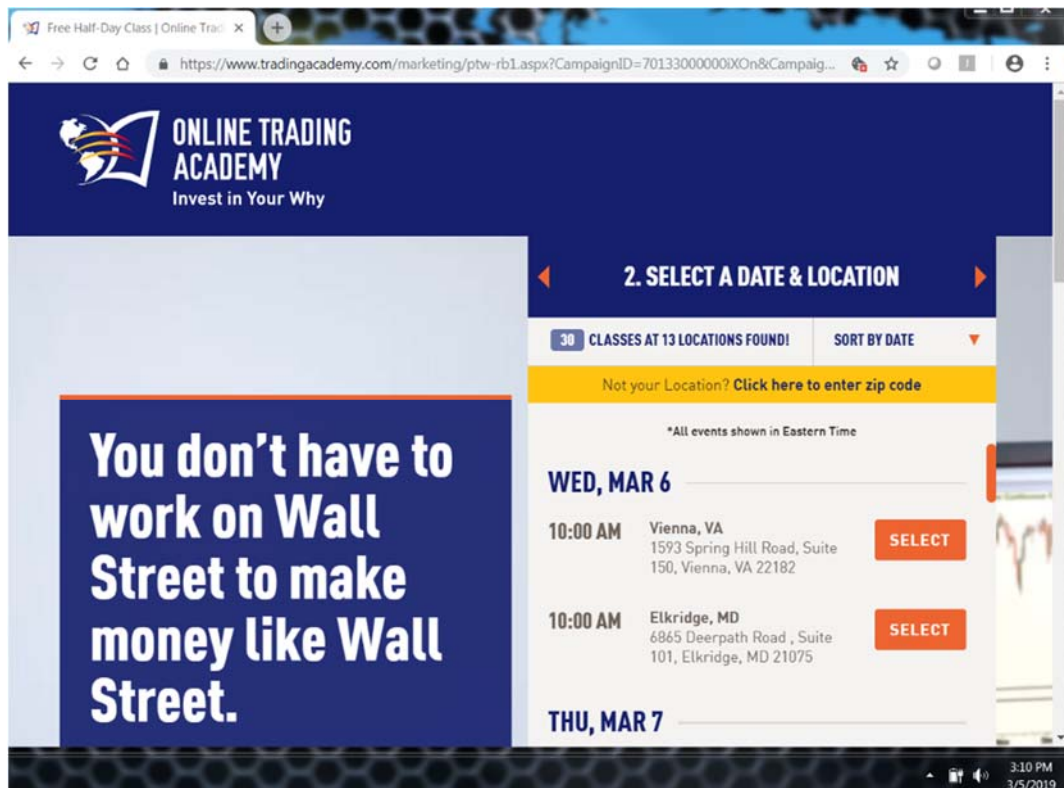 Free Half-Day Class | Online Trad
https://www.tradingacademy.com/marketing/ptw-rb1.aspx?CampaignID=70133000000iXOn&Campaig...
ONLINE TRADING
ACADEMY
Invest in Your Why
2. SELECT A DATE & LOCATION
30 CLASSES AT 13 LOCATIONS FOUND! SORT BY DATE
Not your Location? Click here to enter zip code
*All events shown in Eastern Time
You don't have to
work on Wall
Street to make
money like Wall
Street.
WED, MAR 6
10:00 AM Vienna, VA
1593 Spring Hill Road, Suite
150, Vienna, VA 22182
SELECT
10:00 AM Elkridge, MD
6865 Deerpath Road , Suite
101, Elkridge, MD 21075
SELECT
THU, MAR 7
3:10 PM
3/5/2019